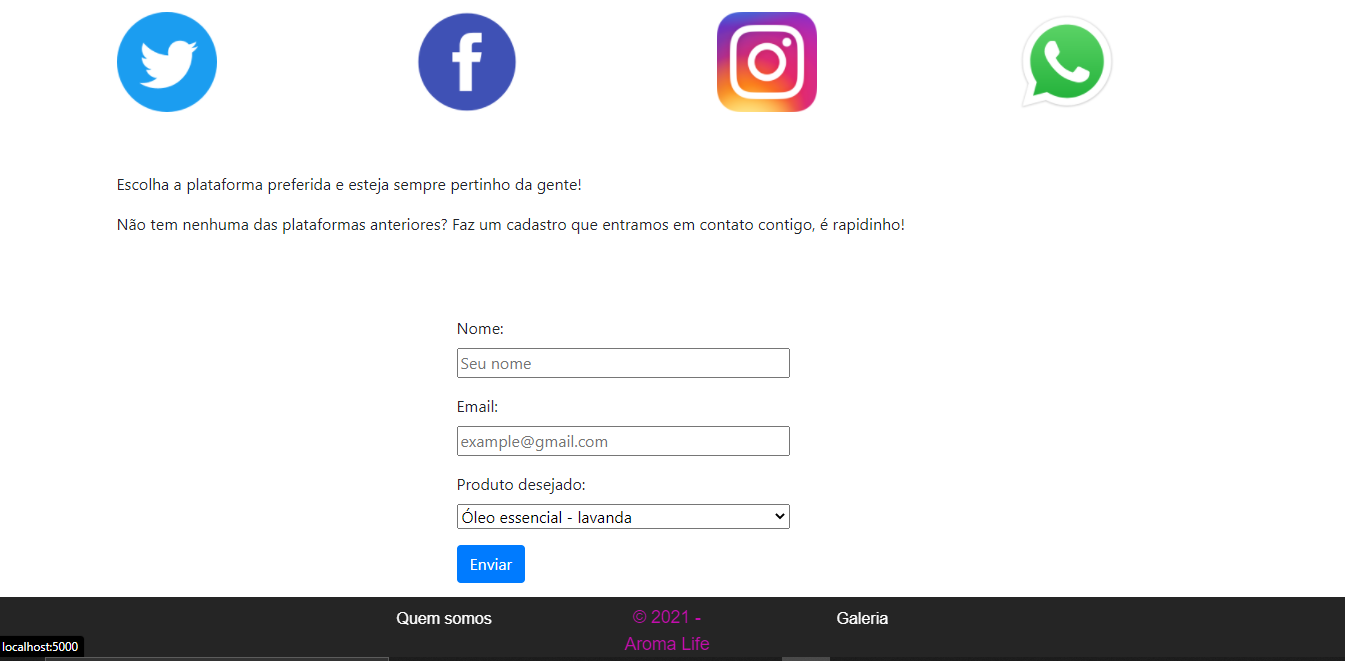 Escolha a plataforma preferida e esteja sempre pertinho da gente!
Não tem nenhuma das plataformas anteriores? Faz um cadastro que entramos em contato contigo, é rapidinho!
Nome:
Seu nome
Email:
example@gmail.com
Produto desejado:
Óleo essencial - lavanda
Enviar
Quem somos
© 2021 -
Aroma Life
Galeria
localhost:5000